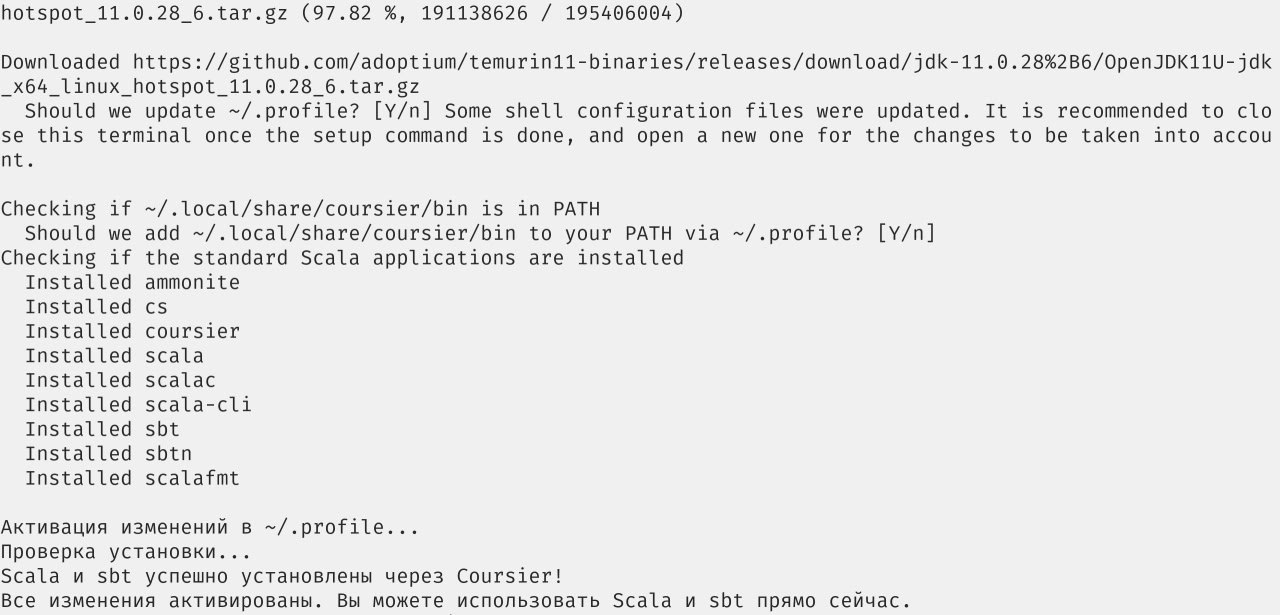 hotspot_11.0.28_6.tar.gz (97.82 %, 191138626 / 195406004)
Downloaded https://github.com/adoptium/temurin11-binaries/releases/download/jdk-11.0.28%2B6/OpenJDK11U-jdk
_x64_linux_hotspot_11.0.28_6.tar.gz
Should we update ~/.profile? [Y/n] Some shell configuration files were updated. It is recommended to clo
se this terminal once the setup command is done, and open a new one for the changes to be taken into accou
nt.
Checking if ~/.local/share/coursier/bin is in PATH
Should we add ~/.local/share/coursier/bin to your PATH via ~/.profile? [Y/n]
Checking if the standard Scala applications are installed
Installed ammonite
Installed cs
Installed coursier
Installed scala
Installed scalac
Installed scala-cli
Installed sbt
Installed sbtn
Installed scalafmt
Активация изменений в ~/.profile...
Проверка установки...
Scala и sbt успешно установлены через Coursier!
Все изменения активированы. Вы можете использовать Scala и sbt прямо сейчас.